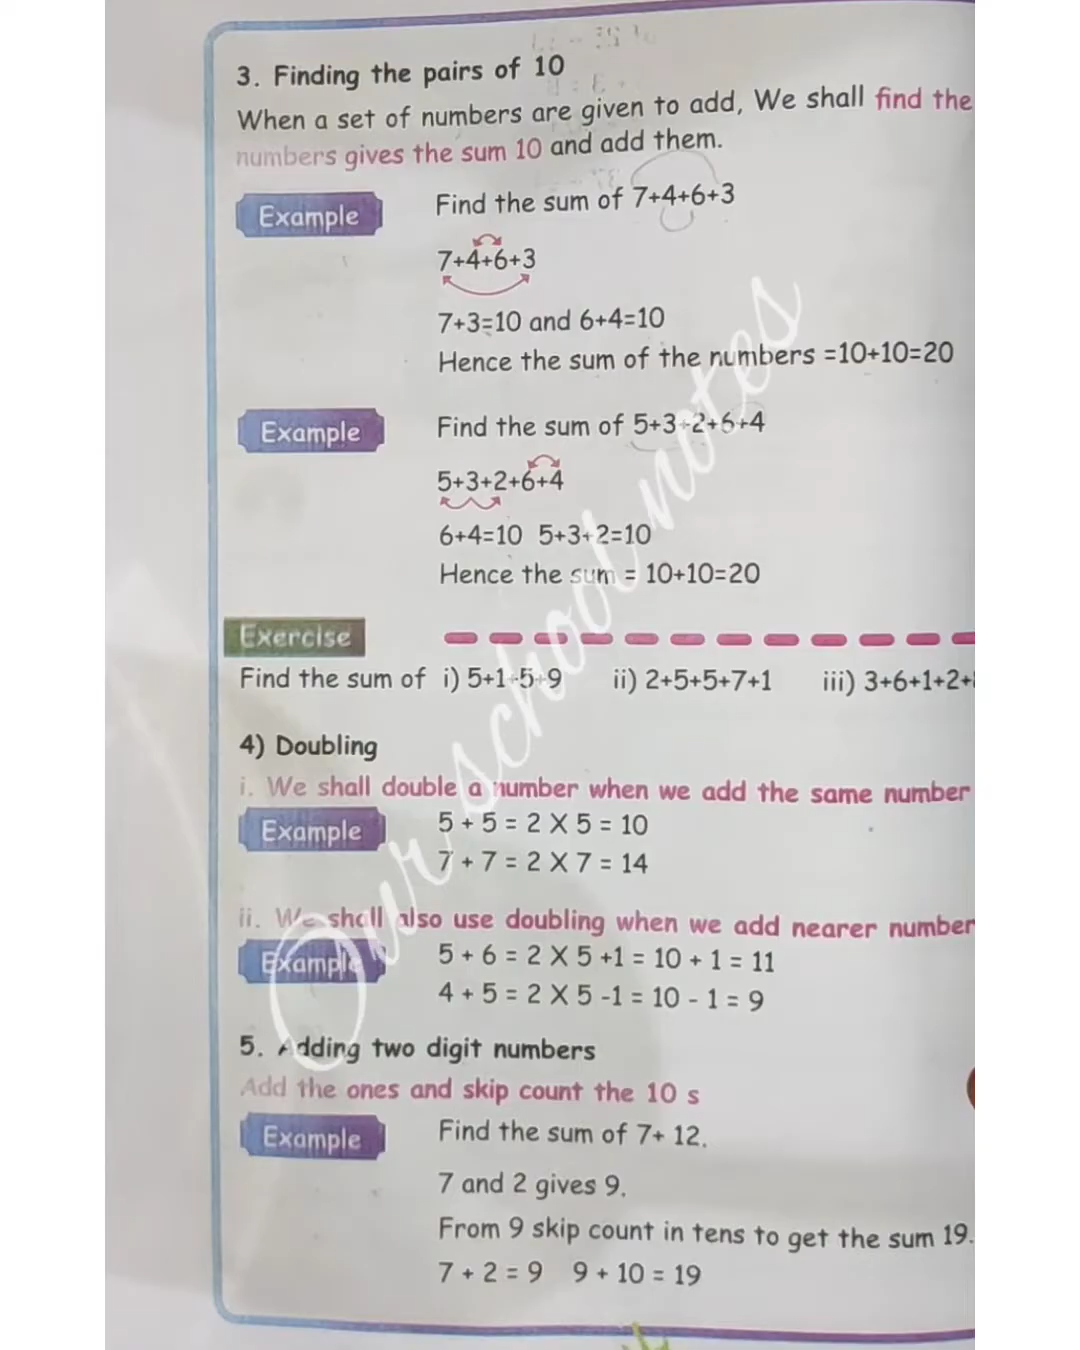 3. Finding the pairs of 10
When a set of numbers are given to add, We shall find the
numbers gives the sum 10 and add them.
Example
Find the sum of 7+4+6+3
7+4+6+3
7+3=10 and 6+4=10
Hence the sum of the numbers =10+10=20
Example
Find the sum of 5+3+2+6+4
5+3+2+6+4
6+4=10 5+3+2=10
Hence the sum = 10+10=20
Exercise
Find the sum of i) 5+1+5+9 ii) 2+5+5+7+1 iii) 3+6+1+2+
4) Doubling
i. We shall double a number when we add the same number
Example
5 + 5 = 2 X 5 = 10
7 + 7 = 2 X 7 = 14
ii. We shall also use doubling when we add nearer number
Example
5 + 6 = 2 X 5 +1 = 10 + 1 = 11
4 + 5 = 2 X 5 -1 = 10 - 1 = 9
5. Adding two digit numbers
Add the ones and skip count the 10 s
Example
Find the sum of 7+ 12.
7 and 2 gives 9.
From 9 skip count in tens to get the sum 19.
7 + 2 = 9 9 + 10 = 19
Our school notes